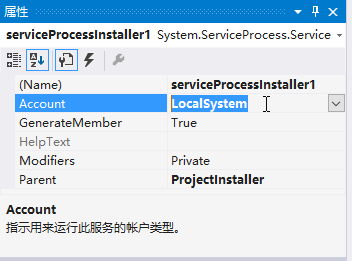 属性
serviceProcessInstaller1 System.ServiceProcess.Service
(Name) serviceProcessInstaller1
Account LocalSystem
GenerateMember True
HelpText
Modifiers Private
Parent ProjectInstaller
Account
指示用来运行此服务的帐户类型。